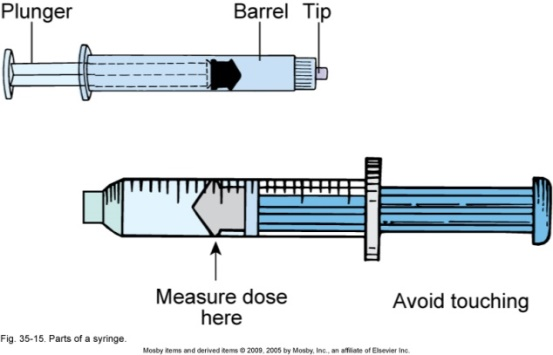 Plunger Barrel Tip
Measure dose
here
Avoid touching
Fig. 35-15. Parts of a syringe.
Mosby items and derived items © 2009, 2005 by Mosby, Inc., an affiliate of Elsevier Inc.